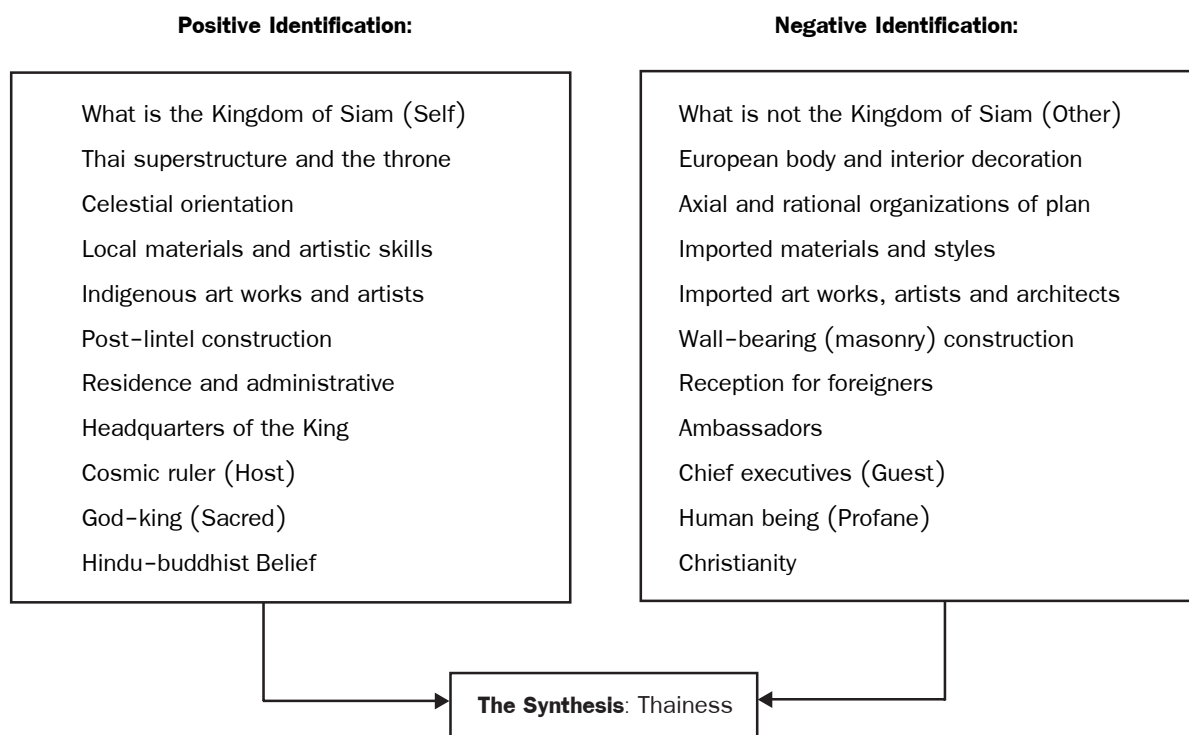 Positive Identification:
What is the Kingdom of Siam (Self)
Thai superstructure and the throne
Celestial orientation
Local materials and artistic skills
Indigenous art works and artists
Post–lintel construction
Residence and administrative
Headquarters of the King
Cosmic ruler (Host)
God–king (Sacred)
Hindu–buddhist Belief
Negative Identification:
What is not the Kingdom of Siam (Other)
European body and interior decoration
Axial and rational organizations of plan
Imported materials and styles
Imported art works, artists and architects
Wall–bearing (masonry) construction
Reception for foreigners
Ambassadors
Chief executives (Guest)
Human being (Profane)
Christianity
The Synthesis: Thainess